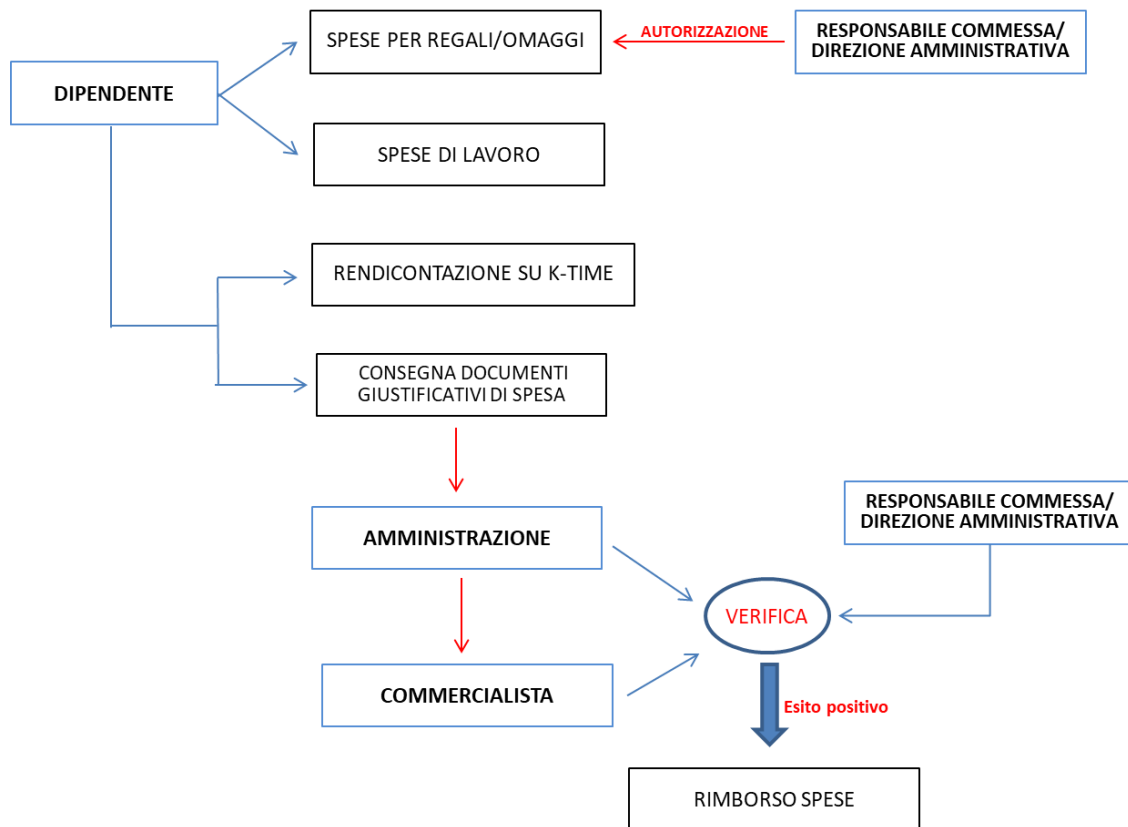 SPESE PER REGALI/OMAGGI
AUTORIZZAZIONE
RESPONSABILE COMMESSA/
DIREZIONE AMMINISTRATIVA
DIPENDENTE
SPESE DI LAVORO
RENDICONTAZIONE SU K-TIME
CONSEGNA DOCUMENTI
GIUSTIFICATIVI DI SPESA
RESPONSABILE COMMESSA/
DIREZIONE AMMINISTRATIVA
AMMINISTRAZIONE
VERIFICA
COMMERCIALISTA
Esito positivo
RIMBORSO SPESE